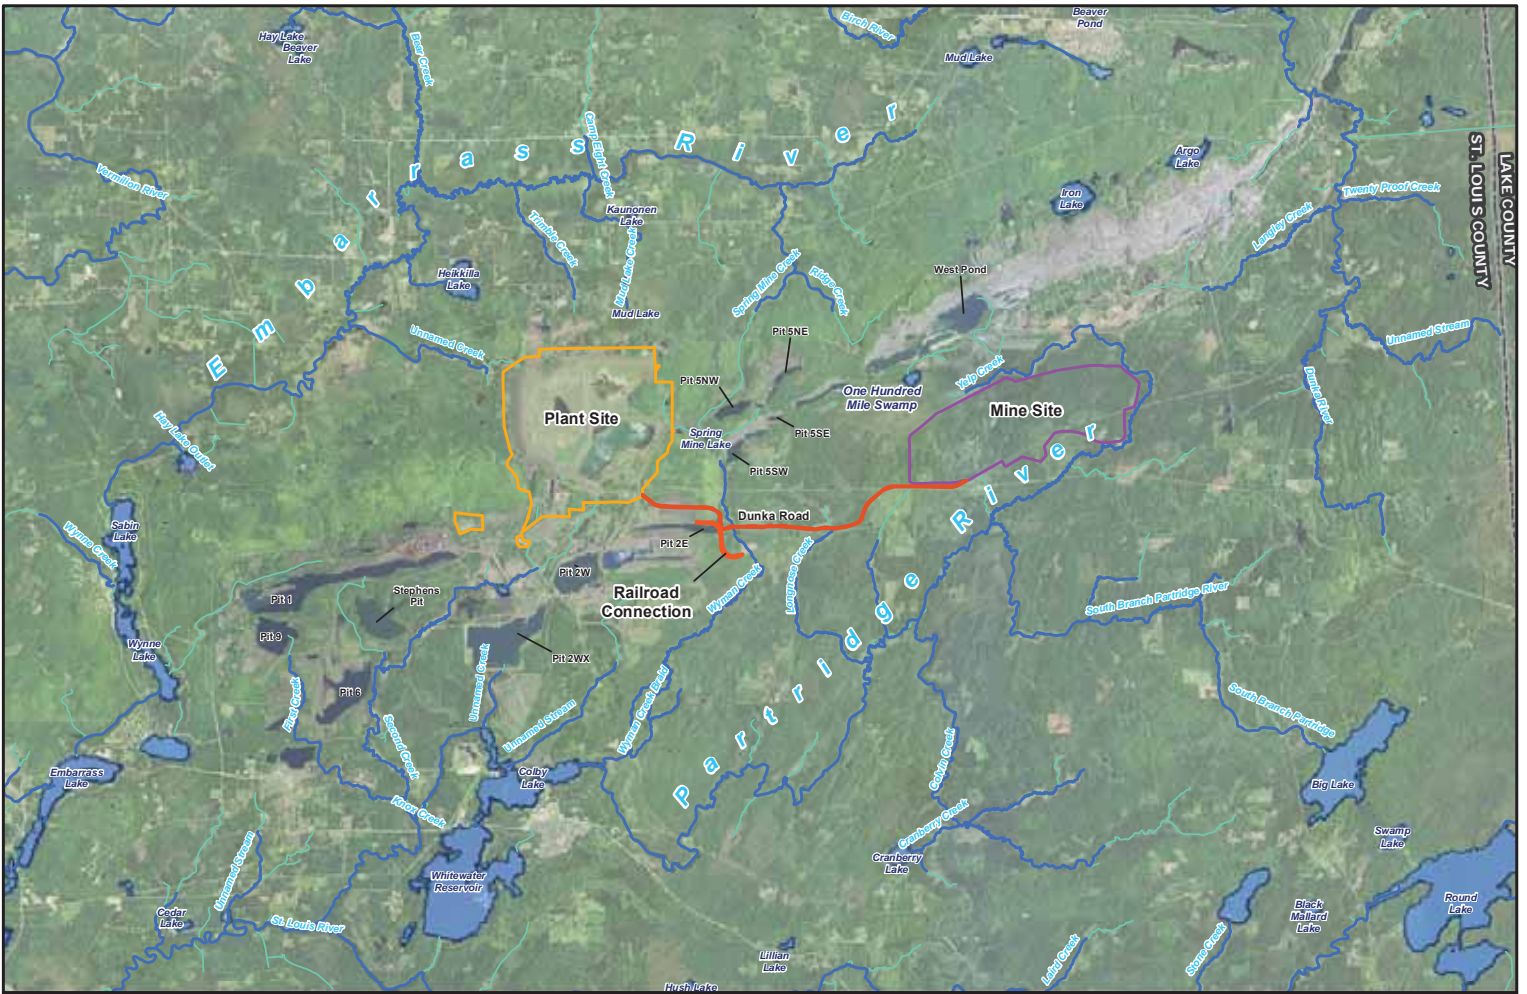 Birch River
Beaver
Pond
Hay Lake
Beaver
Lake
Bear Creek
Mud Lake
Camp Eight Creek
Embarrass River
Argo
Lake
ST. LOUIS COUNTY
LAKE COUNTY
Vermilion River
Iron
Lake
Twenty Proof Creek
Kaunonen
Lake
Langley Creek
Trimble Creek
Mud Lake Creek
Heikkilla
Lake
Spring Mine Creek
Ridge Creek
West Pond
Mud Lake
Unnamed Creek
Pit 5NE
Unnamed Stream
Yelp Creek
Pit 5NW
One Hundred
Mile Swamp
Dunka River
Plant Site
Mine Site
Hay Lake Outlet
Spring
Mine Lake
Pit 5SE
Pit 5SW
Partridge River
Dunka Road
Sabin
Lake
Wynne Creek
Pit 2E
Pit 2W
Longnose Creek
Wyman Creek
Railroad
Connection
Stephens
Pit
Pit 1
South Branch Partridge River
Pit 9
Wynne
Lake
Pit 2WX
Unnamed Creek
Pit 6
First Creek
Second Creek
Unnamed Stream
Wyman Creek Braid
South Branch Partridge
Colvin Creek
Embarrass
Lake
Colby
Lake
Big Lake
Knox Creek
Cranberry Creek
Swamp
Lake
Cranberry
Lake
Unnamed Stream
Whitewater
Reservoir
Cedar
Lake
Black
Mallard
Lake
Round
Lake
St. Louis River
Lillian
Lake
Laird Creek
Stone Creek
Hush Lake